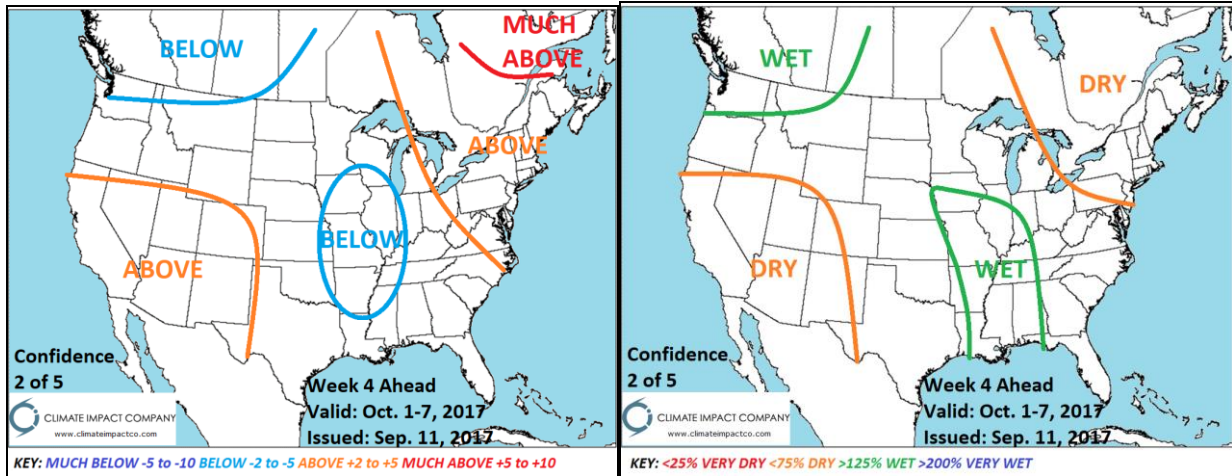 BELOW
MUCH
ABOVE
ABOVE
BELOW
ABOVE
Confidence
2 of 5
Week 4 Ahead
Valid: Oct. 1-7, 2017
Issued: Sep. 11, 2017
CLIMATE IMPACT COMPANY
www.climateimpactco.com
KEY: MUCH BELOW -5 to -10 BELOW -2 to -5 ABOVE +2 to +5 MUCH ABOVE +5 to +10
WET
DRY
DRY
WET
Confidence
2 of 5
Week 4 Ahead
Valid: Oct. 1-7, 2017
Issued: Sep. 11, 2017
CLIMATE IMPACT COMPANY
www.climateimpactco.com
KEY: <25% VERY DRY <75% DRY >125% WET >200% VERY WET